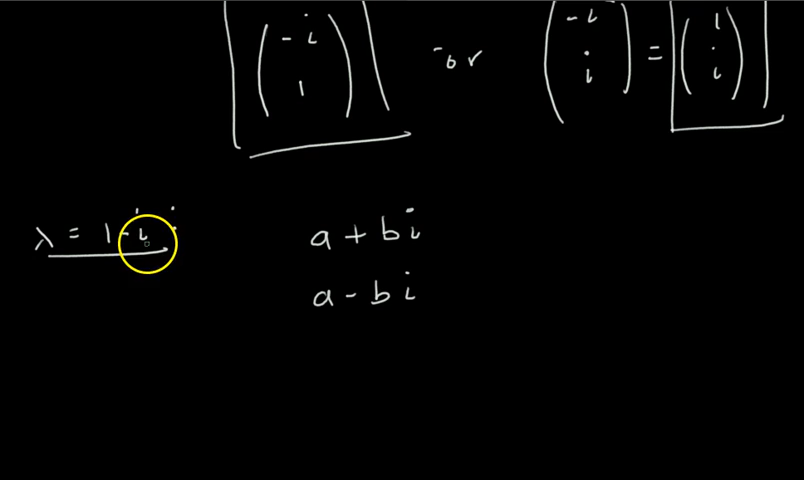 (-i 1) or (-i i) = (1 i)
λ = 1 - i
a + bi
a - bi